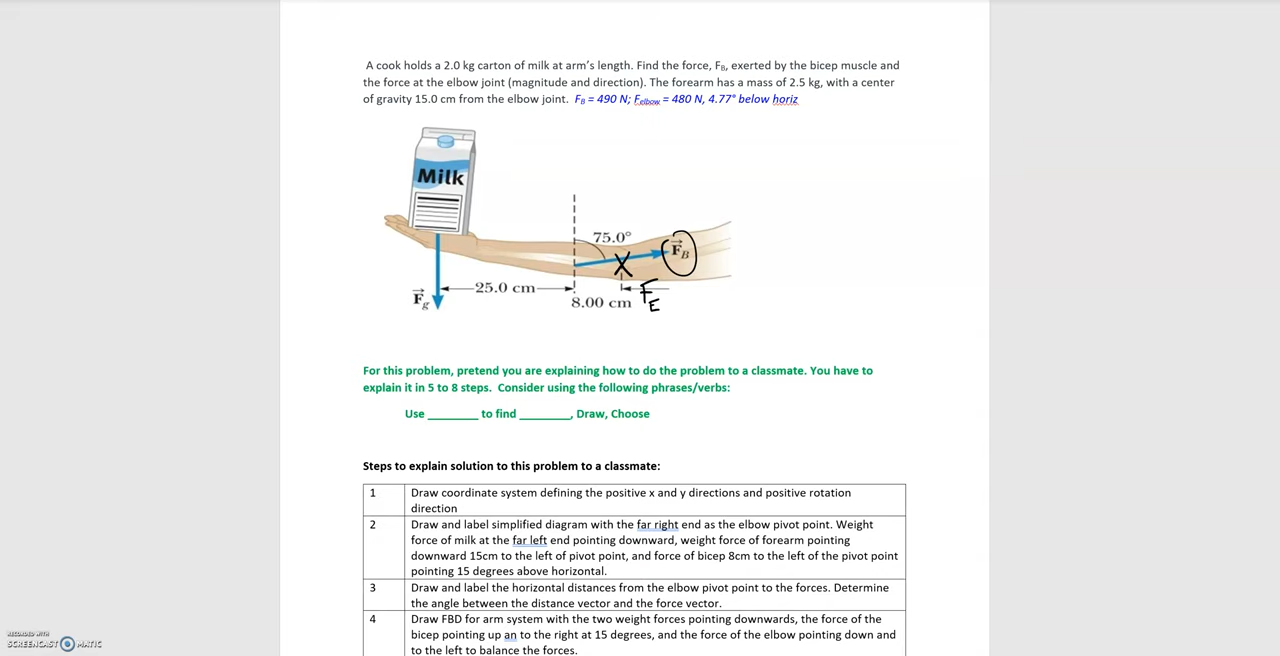 A cook holds a 2.0 kg carton of milk at arm's length. Find the force, FB, exerted by the bicep muscle and
the force at the elbow joint (magnitude and direction). The forearm has a mass of 2.5 kg, with a center
of gravity 15.0 cm from the elbow joint. FB = 490 N; Felbow = 480 N, 4.77° below horiz
Milk
75.0°
FB
25.0 cm
Fg
8.00 cm
X
FE
For this problem, pretend you are explaining how to do the problem to a classmate. You have to
explain it in 5 to 8 steps. Consider using the following phrases/verbs:
Use ________ to find ________, Draw, Choose
Steps to explain solution to this problem to a classmate:
1 Draw coordinate system defining the positive x and y directions and positive rotation
direction
2 Draw and label simplified diagram with the far right end as the elbow pivot point. Weight
force of milk at the far left end pointing downward, weight force of forearm pointing
downward 15cm to the left of pivot point, and force of bicep 8cm to the left of the pivot point
pointing 15 degrees above horizontal.
3 Draw and label the horizontal distances from the elbow pivot point to the forces. Determine
the angle between the distance vector and the force vector.
4 Draw FBD for arm system with the two weight forces pointing downwards, the force of the
bicep pointing up an to the right at 15 degrees, and the force of the elbow pointing down and
to the left to balance the forces.
RECORDED WITH
SCREENCAST MATIC